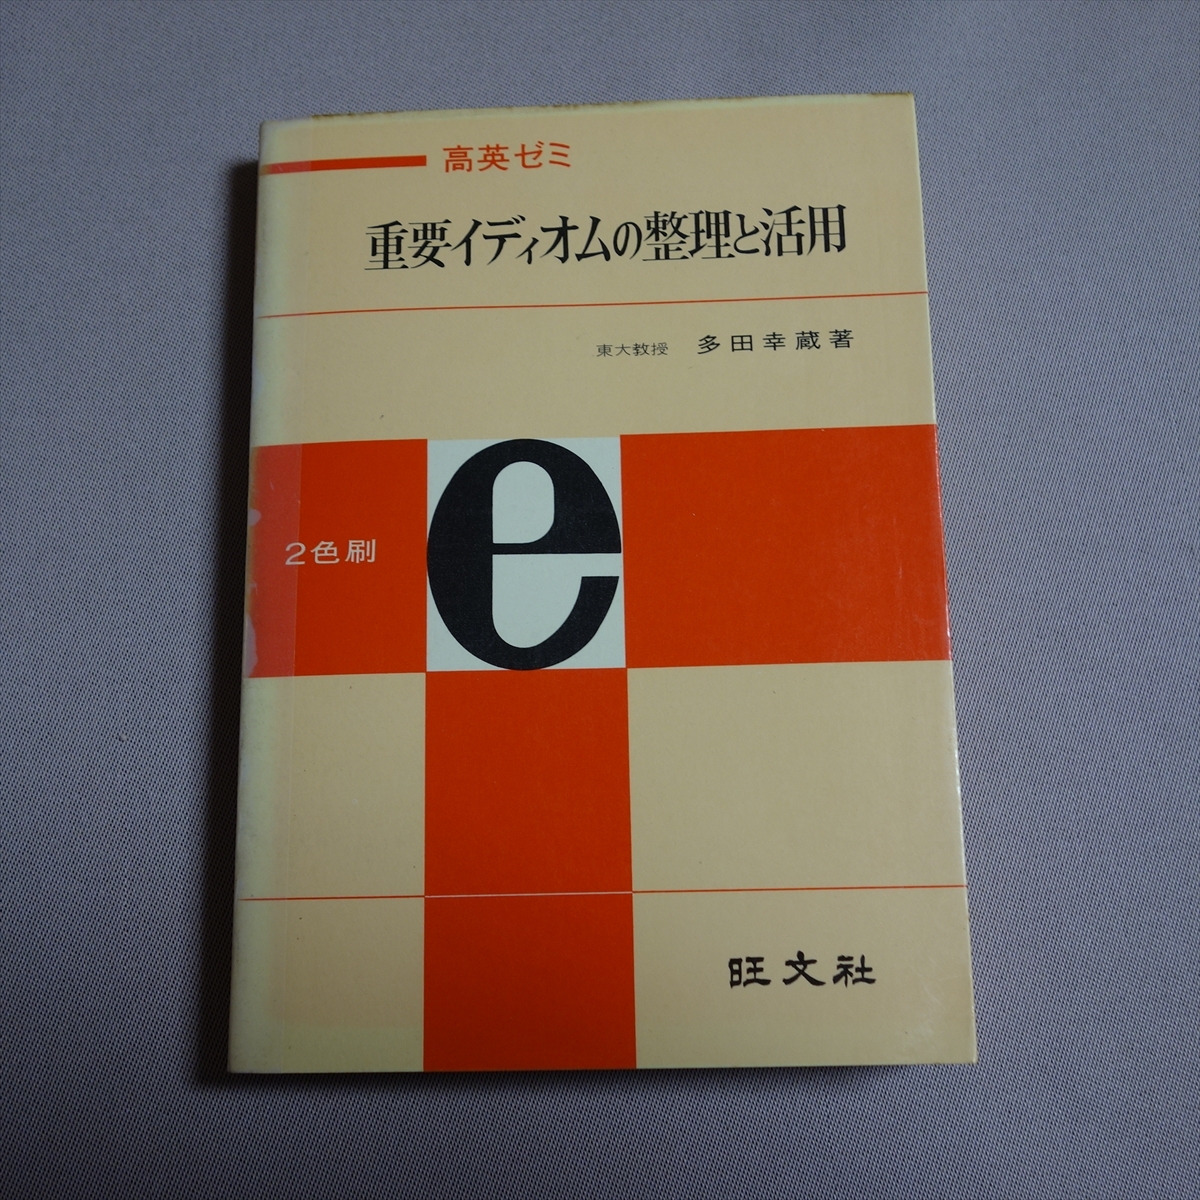 高英ゼミ
重要イディオムの整理と活用
東大教授 多田幸蔵著
e
2色刷
旺文社